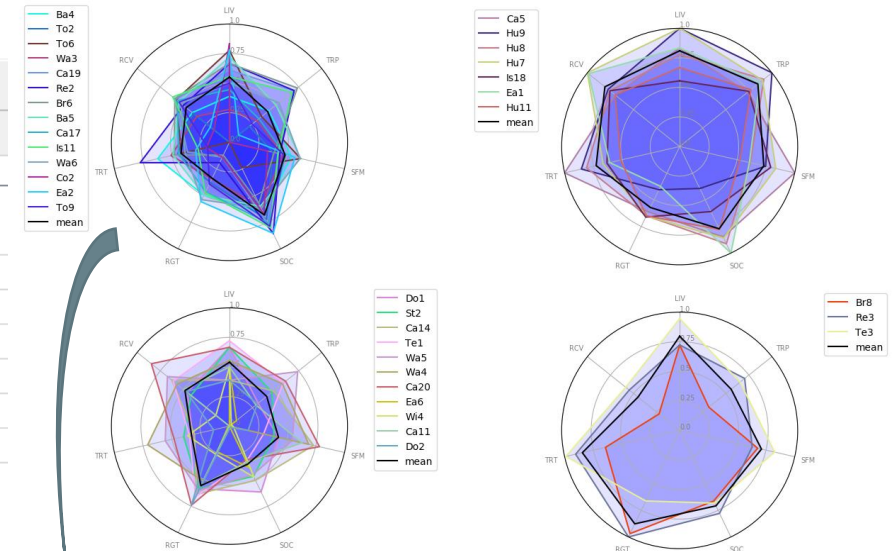 Ba4
To2
To6
Wa3
Ca19
Re2
Br6
Ba5
Ca17
Is11
Wa6
Co2
Ea2
To9
mean
LIV
1.0
0.75
RCV
TRP
TRT
SFM
RGT
SOC
Ca5
Hu9
Hu8
Hu7
Is18
Ea1
Hu11
mean
LIV
1.0
RCV
TRP
TRT
SFM
RGT
SOC
LIV
1.0
0.75
RCV
TRP
TRT
SFM
RGT
SOC
Do1
St2
Ca14
Te1
Wa5
Wa4
Ca20
Ea6
Wi4
Ca11
Do2
mean
LIV
1.0
0.75
0.5
0.25
0.0
RCV
TRP
TRT
SFM
RGT
SOC
Br8
Re3
Te3
mean